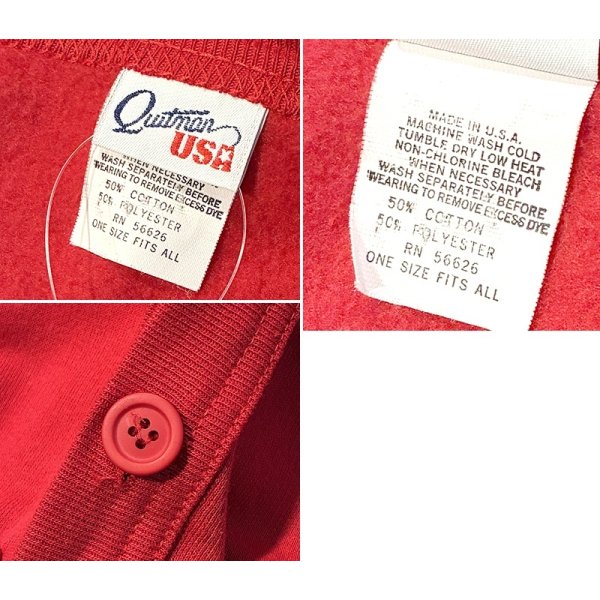 Quitman
USA
WHEN NECESSARY
WASH SEPARATELY BEFORE
WEARING TO REMOVE EXCESS DYE
50% COTTON
50% POLYESTER
RN 56626
ONE SIZE FITS ALL
MADE IN U.S.A.
MACHINE WASH COLD
TUMBLE DRY LOW HEAT
NON-CHLORINE BLEACH
WHEN NECESSARY
WASH SEPARATELY BEFORE
WEARING TO REMOVE EXCESS DYE
50% COTTON
50% POLYESTER
RN 56626
ONE SIZE FITS ALL